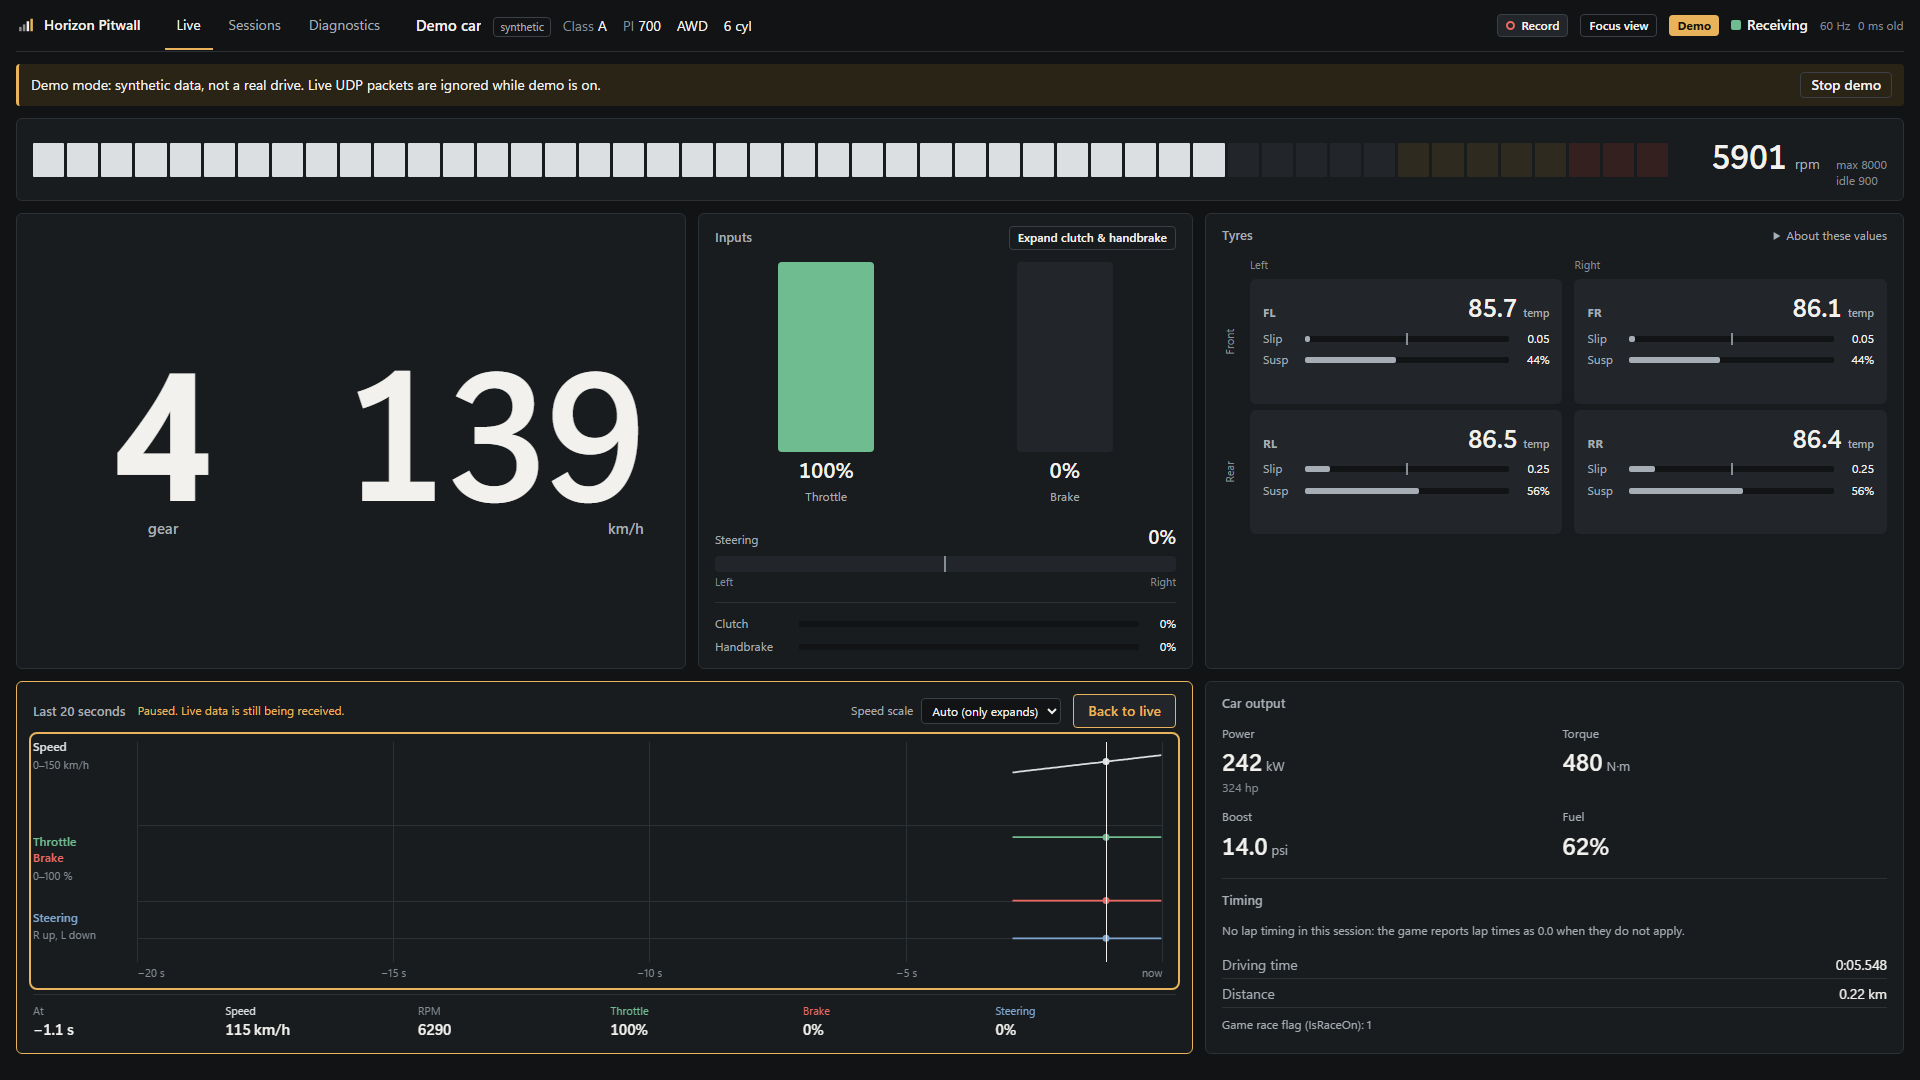 Horizon Pitwall
Live
Sessions
Diagnostics
Demo car
synthetic
Class A
PI 700
AWD
6 cyl
Record
Focus view
Demo
Receiving
60 Hz
0 ms old
Demo mode: synthetic data, not a real drive. Live UDP packets are ignored while demo is on.
Stop demo
5901 rpm
max 8000
idle 900
4
gear
139
km/h
Inputs
Expand clutch & handbrake
100%
Throttle
0%
Brake
Steering
0%
Left
Right
Clutch
0%
Handbrake
0%
Tyres
About these values
Left
Right
Front
FL
85.7 temp
Slip
0.05
Susp
44%
FR
86.1 temp
Slip
0.05
Susp
44%
Rear
RL
86.5 temp
Slip
0.25
Susp
56%
RR
86.4 temp
Slip
0.25
Susp
56%
Last 20 seconds
Paused. Live data is still being received.
Speed scale
Auto (only expands)
Back to live
Speed
0–150 km/h
Throttle
Brake
0–100 %
Steering
R up, L down
−20 s
−15 s
−10 s
−5 s
now
At
−1.1 s
Speed
115 km/h
RPM
6290
Throttle
100%
Brake
0%
Steering
0%
Car output
Power
242 kW
324 hp
Torque
480 N·m
Boost
14.0 psi
Fuel
62%
Timing
No lap timing in this session: the game reports lap times as 0.0 when they do not apply.
Driving time
0:05.548
Distance
0.22 km
Game race flag (IsRaceOn): 1